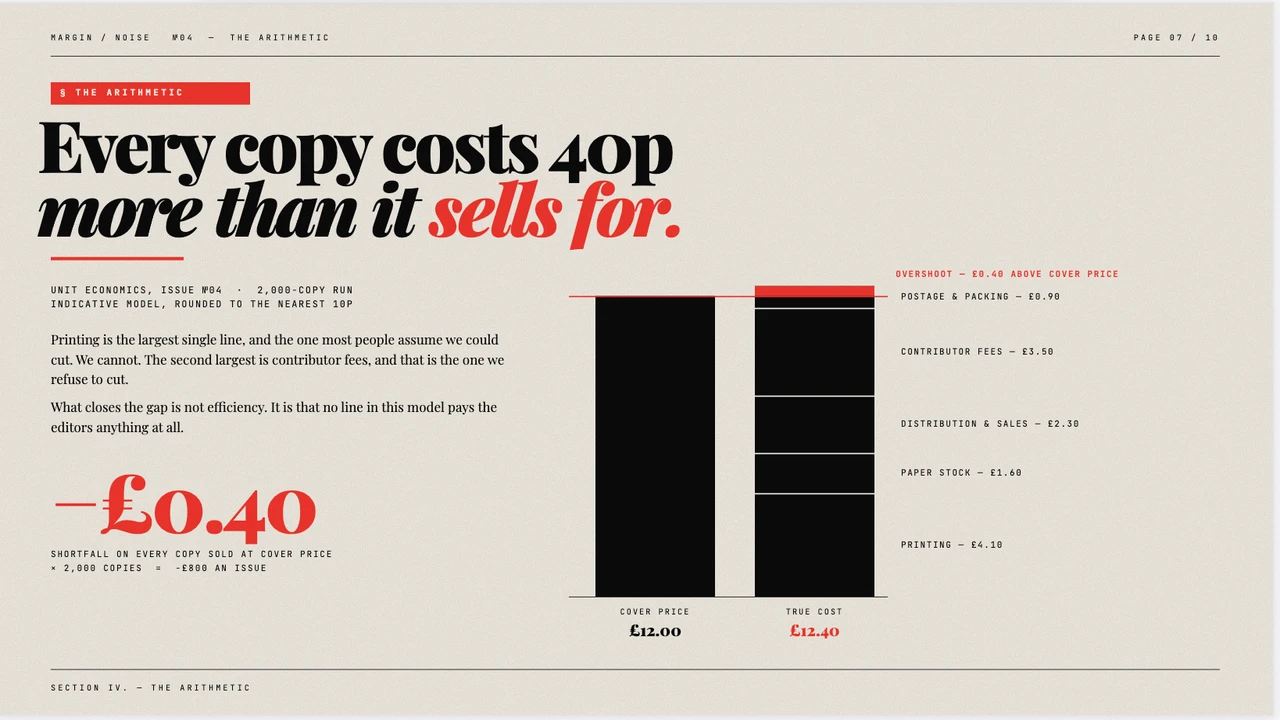 MARGIN / NOISE №04 — THE ARITHMETIC
PAGE 07 / 10
§ THE ARITHMETIC
Every copy costs 40p
more than it sells for.
UNIT ECONOMICS, ISSUE №04 · 2,000-COPY RUN
INDICATIVE MODEL, ROUNDED TO THE NEAREST 10P
Printing is the largest single line, and the one most people assume we could
cut. We cannot. The second largest is contributor fees, and that is the one we
refuse to cut.
What closes the gap is not efficiency. It is that no line in this model pays the
editors anything at all.
—£0.40
SHORTFALL ON EVERY COPY SOLD AT COVER PRICE
× 2,000 COPIES = -£800 AN ISSUE
OVERSHOOT — £0.40 ABOVE COVER PRICE
POSTAGE & PACKING — £0.90
CONTRIBUTOR FEES — £3.50
DISTRIBUTION & SALES — £2.30
PAPER STOCK — £1.60
PRINTING — £4.10
COVER PRICE
£12.00
TRUE COST
£12.40
SECTION IV. — THE ARITHMETIC